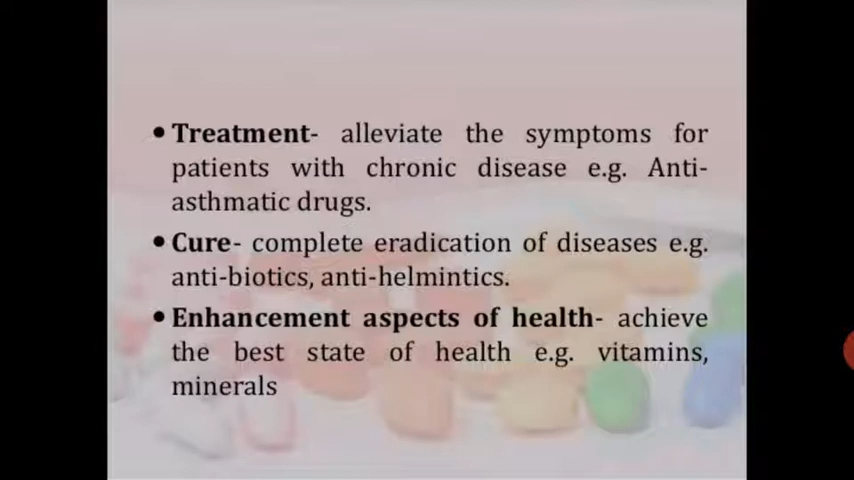 • Treatment- alleviate the symptoms for
patients with chronic disease e.g. Anti-
asthmatic drugs.
• Cure- complete eradication of diseases e.g.
anti-biotics, anti-helmintics.
• Enhancement aspects of health- achieve
the best state of health e.g. vitamins,
minerals